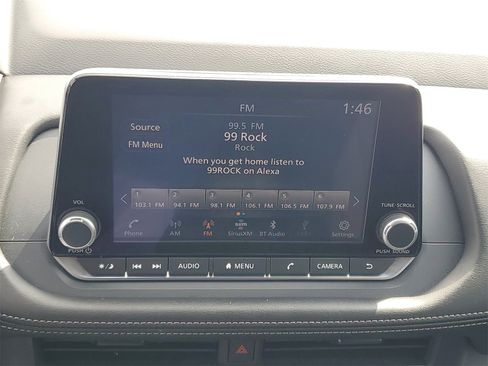 FM
1:46
Source
FM Menu
99.5 FM
99 Rock
Rock
When you get home listen to
99ROCK on Alexa
1 2 3 4 5 6
103.1 FM 94.1 FM 98.1 FM 106.1 FM 106.5 FM 107.9 FM
VOL
TUNE·SCROLL
Phone AM FM SiriusXM BT Audio Settings
PUSH
PUSH SOUND
AUDIO MENU CAMERA